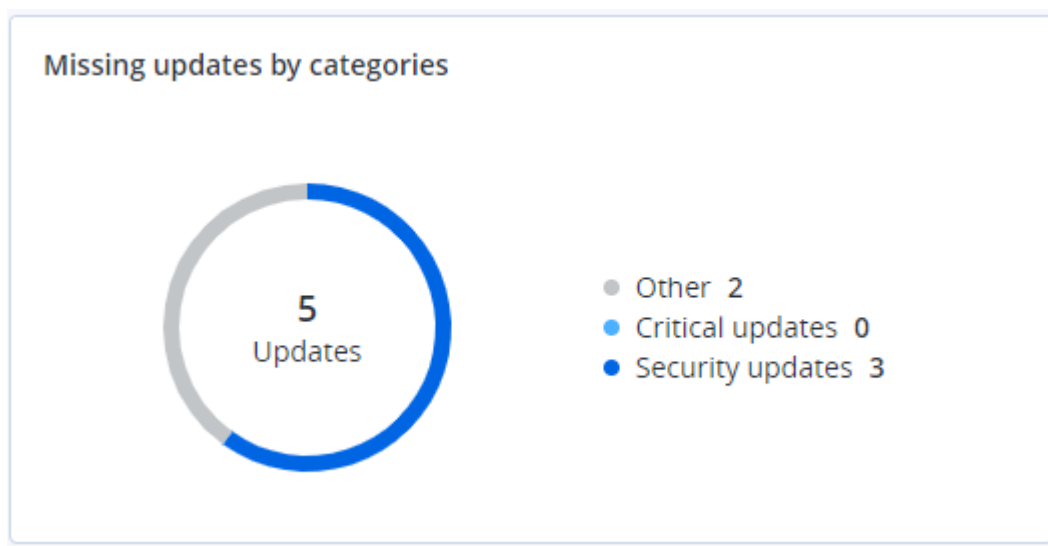 Missing updates by categories
5
Updates
Other 2
Critical updates 0
Security updates 3